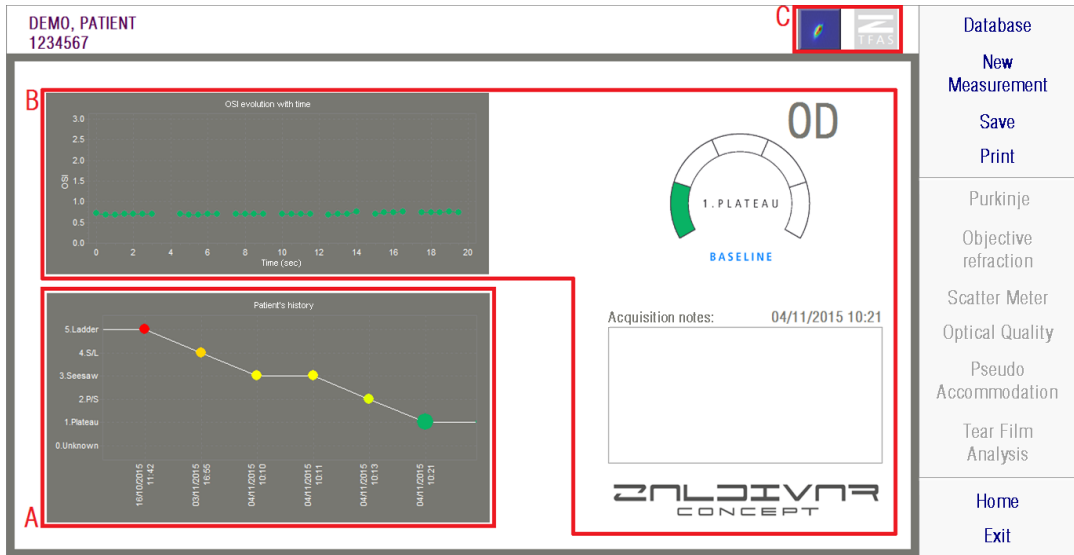 DEMO, PATIENT
1234567
C
TFAS
B
OSI evolution with time
3.0
2.5
2.0
1.5
1.0
0.5
0.0
OSI
0 2 4 6 8 10 12 14 16 18 20
Time (sec)
OD
1.PLATEAU
BASELINE
A
Patient's history
5.Ladder
4.S/L
3.Seesaw
2.P/S
1.Plateau
0.Unknown
16/10/2015
11:42
03/11/2015
16:55
04/11/2015
10:10
04/11/2015
10:11
04/11/2015
10:13
04/11/2015
10:21
Acquisition notes: 04/11/2015 10:21
ZALDIVAR
CONCEPT
Database
New
Measurement
Save
Print
Purkinje
Objective
refraction
Scatter Meter
Optical Quality
Pseudo
Accommodation
Tear Film
Analysis
Home
Exit